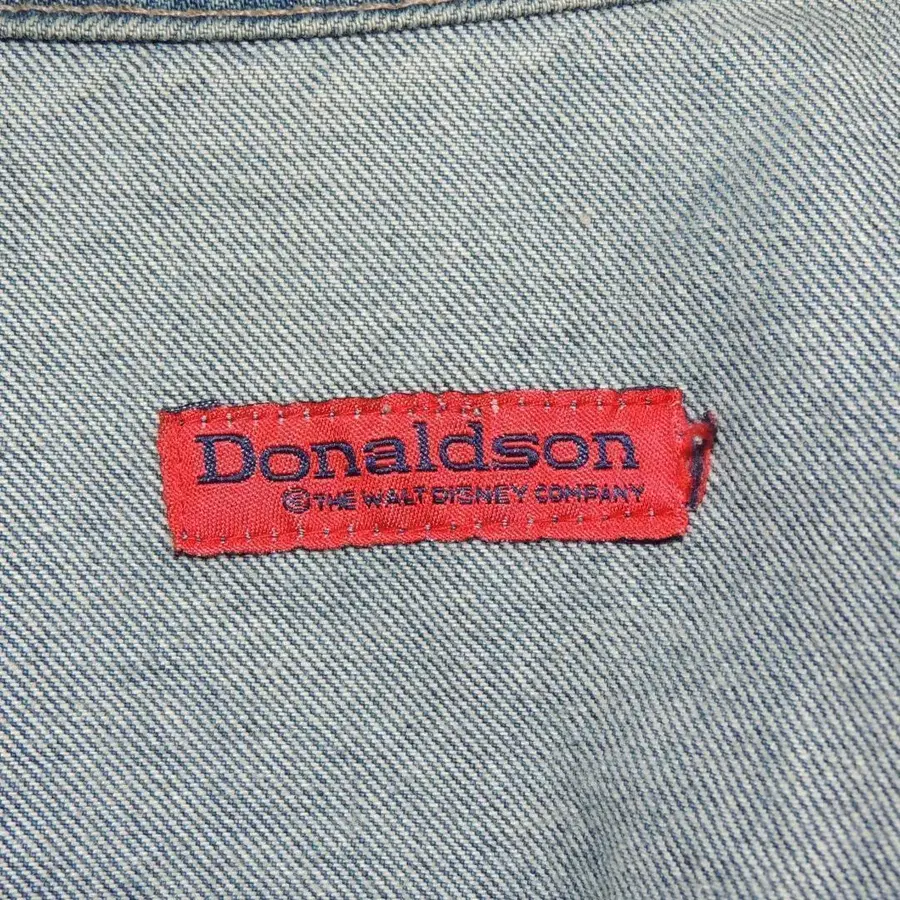 Donaldson
© THE WALT DISNEY COMPANY